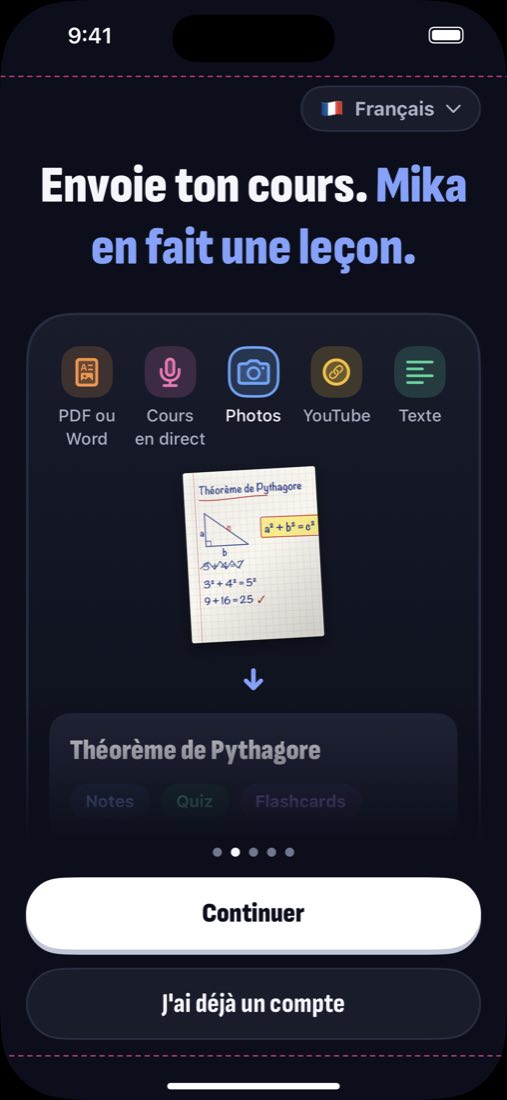 9:41
🇫🇷 Français
Envoie ton cours. Mika
en fait une leçon.
PDF ou
Word
Cours
en direct
Photos
YouTube
Texte
Théorème de Pythagore
a
c
b
a² + b² = c²
3² + 4² = 5²
9 + 16 = 25 ✓
Théorème de Pythagore
Notes
Quiz
Flashcards
Continuer
J'ai déjà un compte